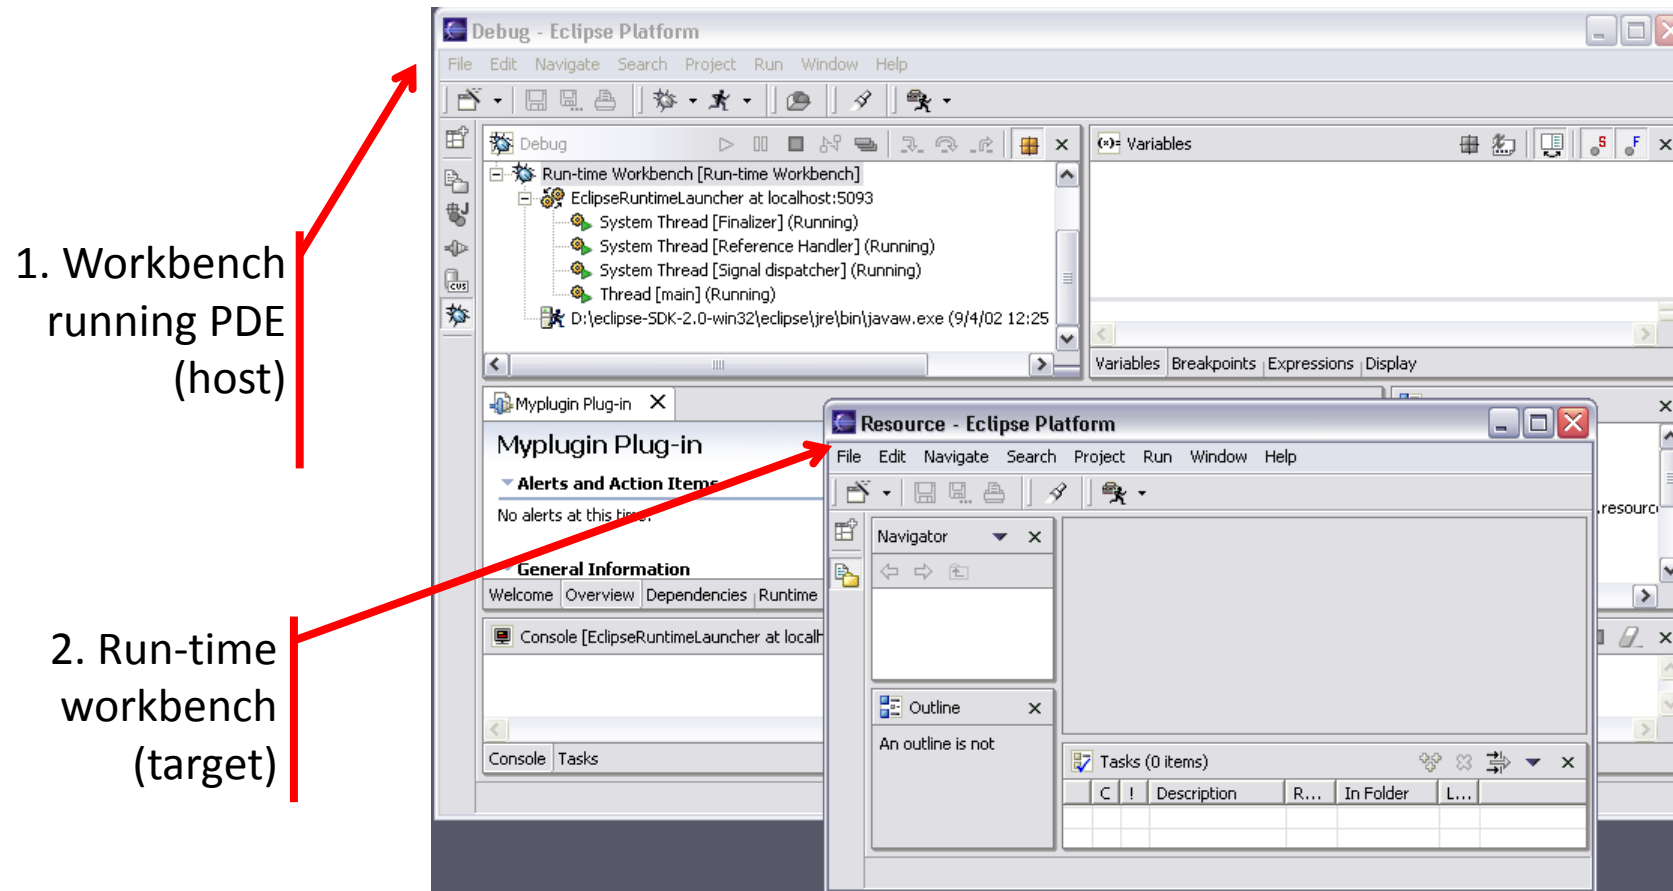 1. Workbench
running PDE
(host)
2. Run-time
workbench
(target)
Debug - Eclipse Platform
File Edit Navigate Search Project Run Window Help
Debug
Run-time Workbench [Run-time Workbench]
EclipseRuntimeLauncher at localhost:5093
System Thread [Finalizer] (Running)
System Thread [Reference Handler] (Running)
System Thread [Signal dispatcher] (Running)
Thread [main] (Running)
D:\eclipse-SDK-2.0-win32\eclipse\jre\bin\javaw.exe (9/4/02 12:25
(x)= Variables
S F
J
CVS
Variables Breakpoints Expressions Display
Myplugin Plug-in
Myplugin Plug-in
Alerts and Action Items
No alerts at this time.
General Information
Welcome Overview Dependencies Runtime
.resourc
Console [EclipseRuntimeLauncher at localh
Console Tasks
Resource - Eclipse Platform
File Edit Navigate Search Project Run Window Help
Navigator
Outline
An outline is not
Tasks (0 items)
C ! Description R... In Folder L...